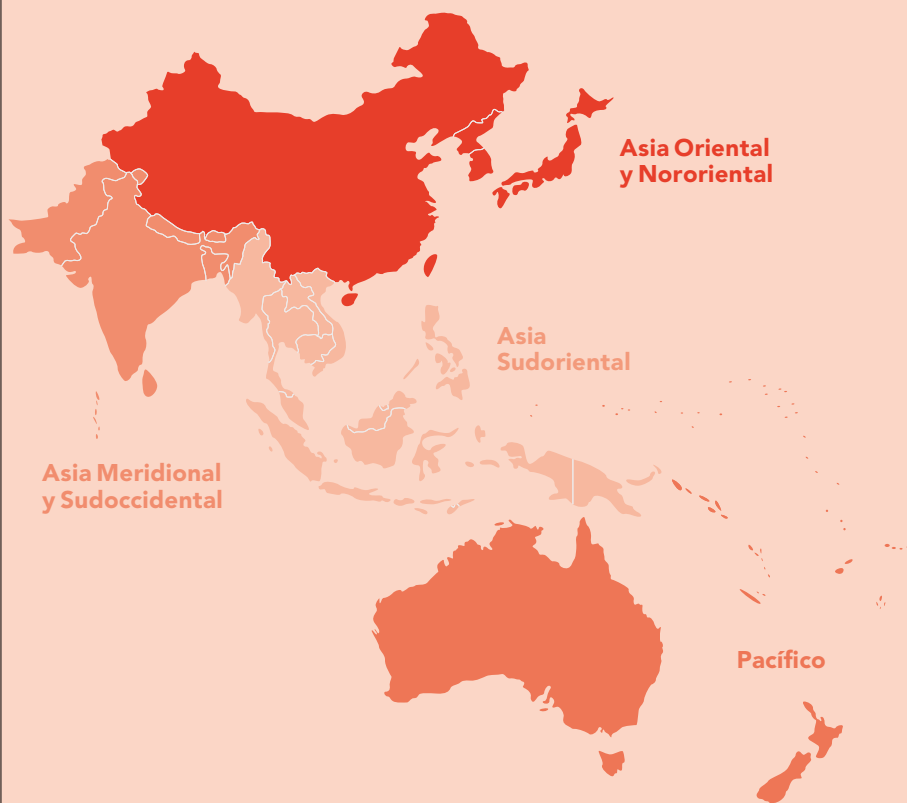 Asia Oriental
y Nororiental
Asia
Sudoriental
Asia Meridional
y Sudoccidental
Pacífico